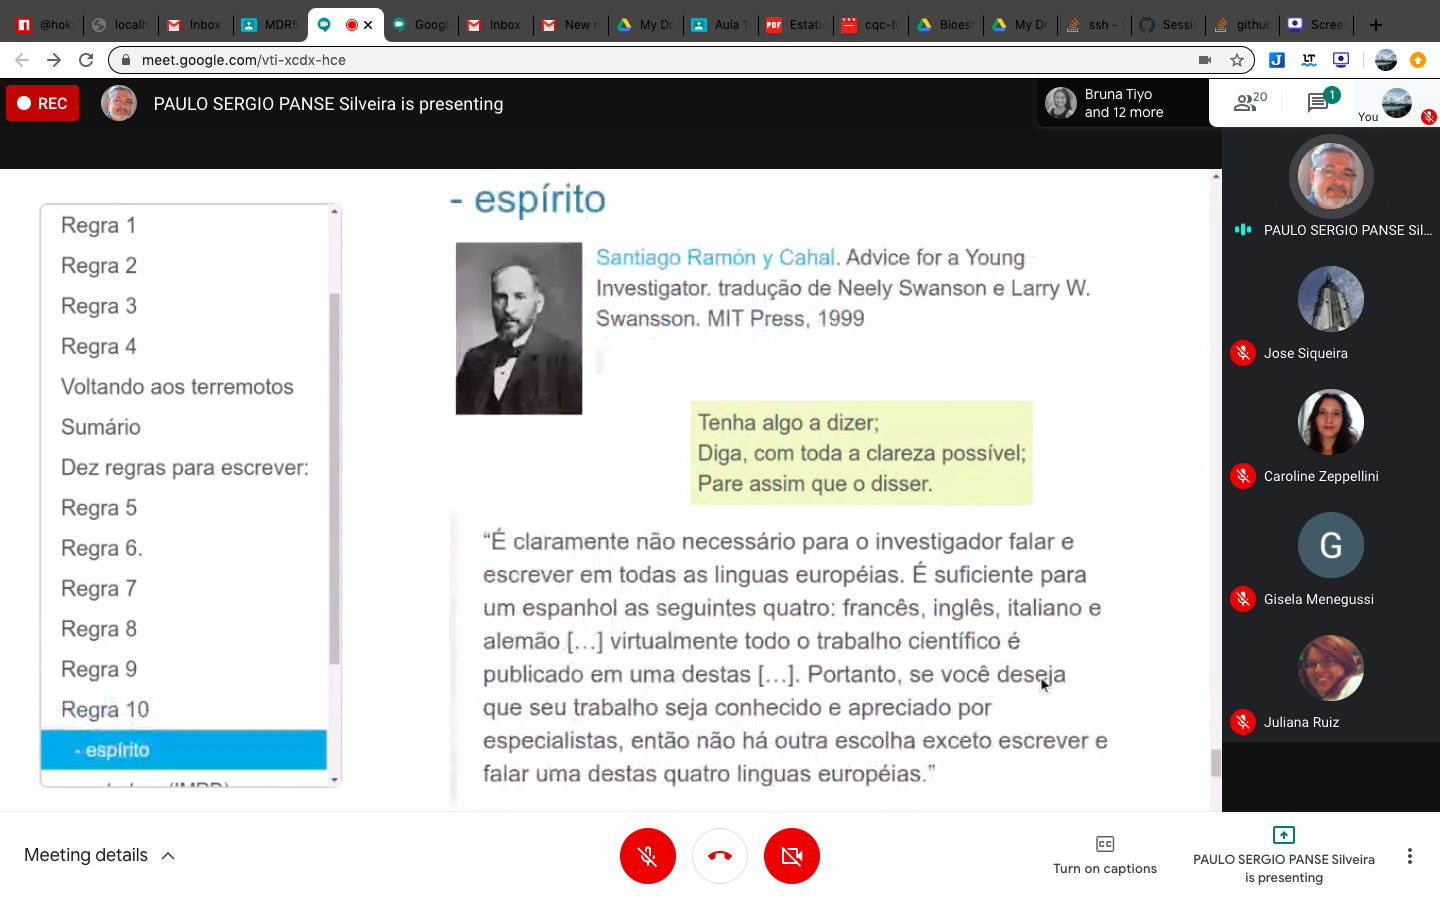 @hok
localh
Inbox
MDR5
Goog
Inbox
New
My Dr
Aula 1
Estati
cqc-fo
Bioest
My Dr
ssh -
Sessio
github
Scree
meet.google.com/vti-xcdx-hce
REC
PAULO SERGIO PANSE Silveira is presenting
Bruna Tiyo
and 12 more
20
1
You
Regra 1
Regra 2
Regra 3
Regra 4
Voltando aos terremotos
Sumário
Dez regras para escrever:
Regra 5
Regra 6.
Regra 7
Regra 8
Regra 9
Regra 10
- espírito
- espírito
Santiago Ramón y Cahal. Advice for a Young
Investigator. tradução de Neely Swanson e Larry W.
Swansson. MIT Press, 1999
Tenha algo a dizer;
Diga, com toda a clareza possível;
Pare assim que o disser.
“É claramente não necessário para o investigador falar e
escrever em todas as linguas européias. É suficiente para
um espanhol as seguintes quatro: francês, inglês, italiano e
alemão [...] virtualmente todo o trabalho científico é
publicado em uma destas [...]. Portanto, se você deseja
que seu trabalho seja conhecido e apreciado por
especialistas, então não há outra escolha exceto escrever e
falar uma destas quatro linguas européias.”
PAULO SERGIO PANSE Sil...
Jose Siqueira
Caroline Zeppellini
G
Gisela Menegussi
Juliana Ruiz
Meeting details
Turn on captions
PAULO SERGIO PANSE Silveira
is presenting